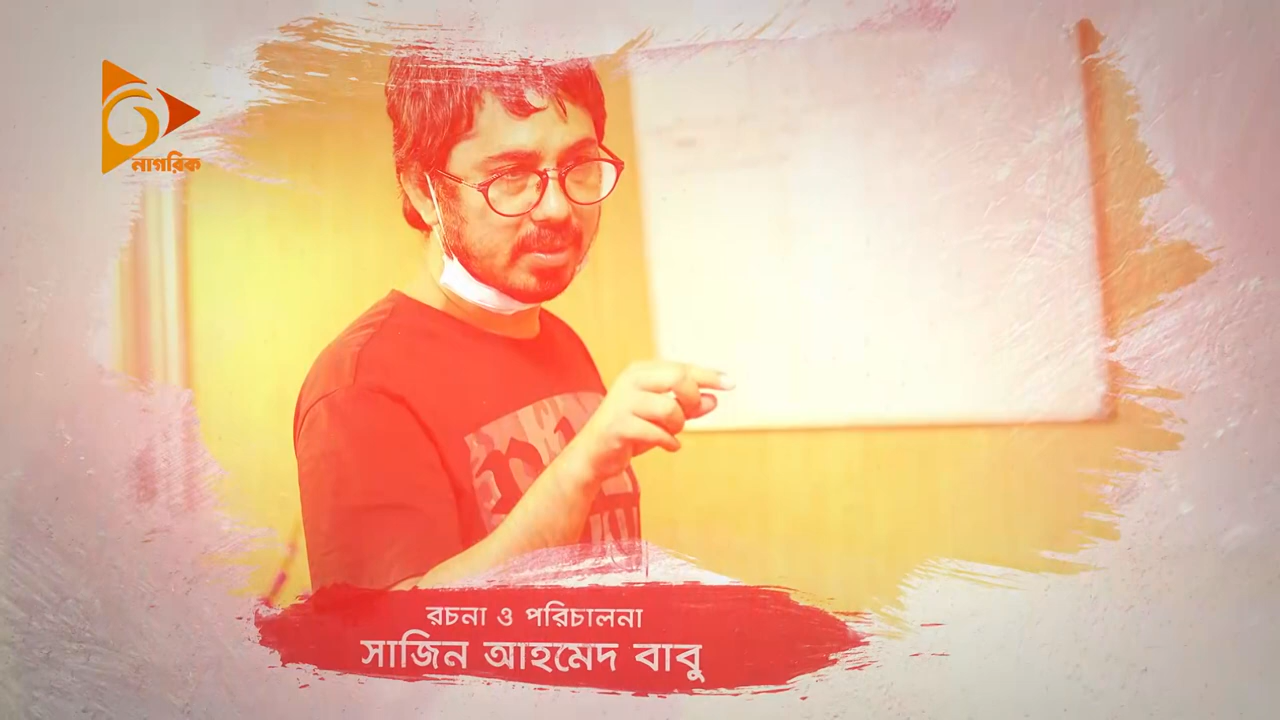 নাগরিক
রচনা ও পরিচালনা
সাজিন আহমেদ বাবু